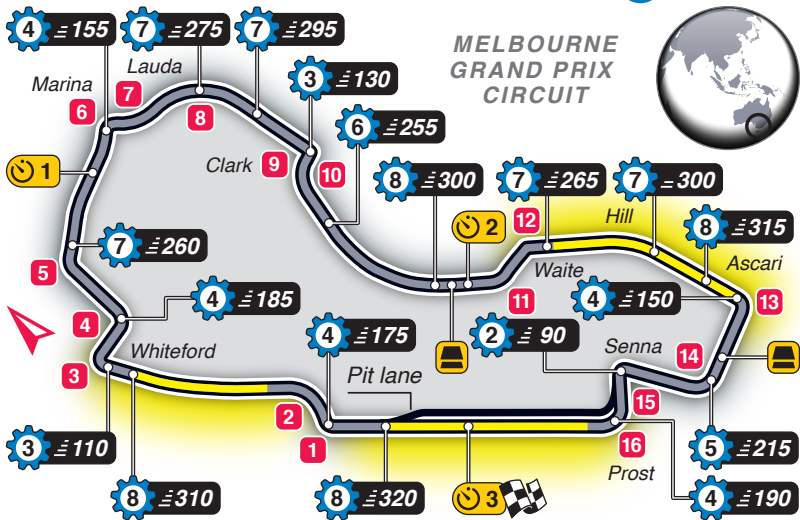 4 155
7 275
7 295
MELBOURNE
GRAND PRIX
CIRCUIT
Lauda
Marina
3 130
7
6
8
6 255
Clark
9
10
1
8 300
7 265
7 300
12
Hill
8 315
2
Ascari
7 260
Waite
5
11
4 150
13
4 185
4
4 175
2 90
Senna
14
Whiteford
3
Pit lane
15
2
1
16
3 110
5 215
Prost
8 310
8 320
3
4 190